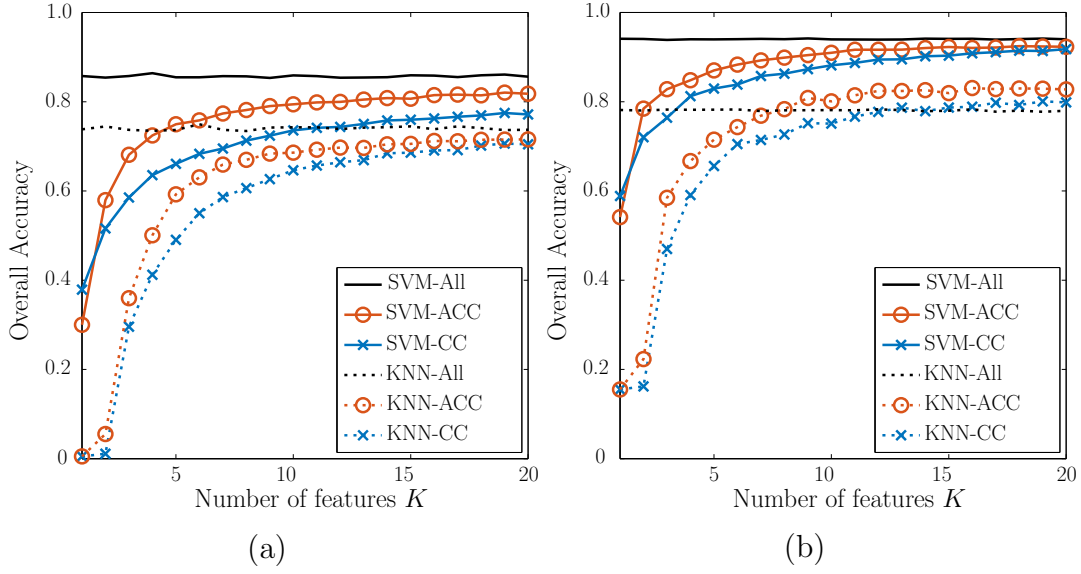 1.0
0.8
0.6
0.4
0.2
0
Overall Accuracy
5
10
15
20
Number of features K
SVM-All
SVM-ACC
SVM-CC
KNN-All
KNN-ACC
KNN-CC
(a)
1.0
0.8
0.6
0.4
0.2
0
Overall Accuracy
5
10
15
20
Number of features K
SVM-All
SVM-ACC
SVM-CC
KNN-All
KNN-ACC
KNN-CC
(b)